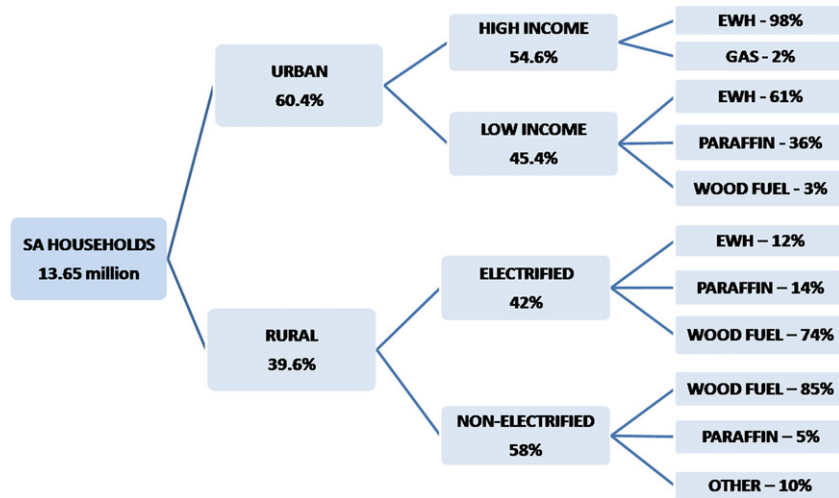 SA HOUSEHOLDS
13.65 million
URBAN
60.4%
RURAL
39.6%
HIGH INCOME
54.6%
LOW INCOME
45.4%
ELECTRIFIED
42%
NON-ELECTRIFIED
58%
EWH - 98%
GAS - 2%
EWH - 61%
PARAFFIN - 36%
WOOD FUEL - 3%
EWH – 12%
PARAFFIN – 14%
WOOD FUEL – 74%
WOOD FUEL – 85%
PARAFFIN – 5%
OTHER – 10%